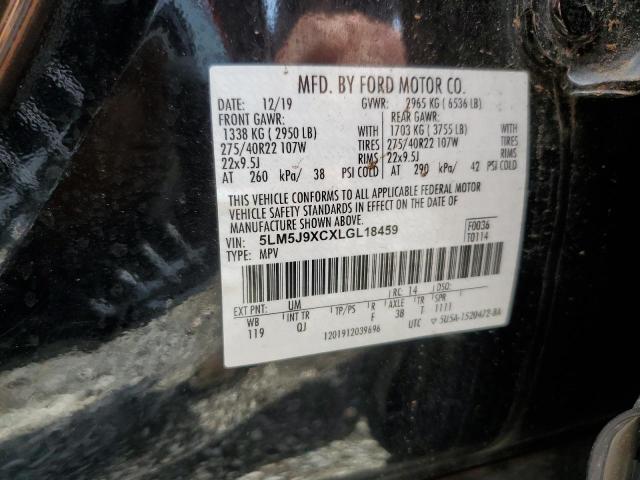 MFD. BY FORD MOTOR CO.
DATE: 12/19 GVWR: 2965 KG ( 6536 LB)
FRONT GAWR: REAR GAWR:
1338 KG ( 2950 LB) WITH 1703 KG ( 3755 LB) WITH
275/40R22 107W TIRES 275/40R22 107W TIRES
22x9.5J RIMS 22x9.5J RIMS
AT 260 kPa/ 38 PSI COLD AT 290 kPa/ 42 PSI COLD
THIS VEHICLE CONFORMS TO ALL APPLICABLE FEDERAL MOTOR
VEHICLE SAFETY STANDARDS IN EFFECT ON THE DATE OF
MANUFACTURE SHOWN ABOVE.
VIN: 5LM5J9XCXLGL18459 F0036
TYPE: MPV T0114
EXT PNT: UM RC: 14 DSO:
WB INT TR TP/PS R AXLE TR SPR
119 QJ F 38 T 1111
1201912039696 UTC ▽ 5U5A-1520472-BA